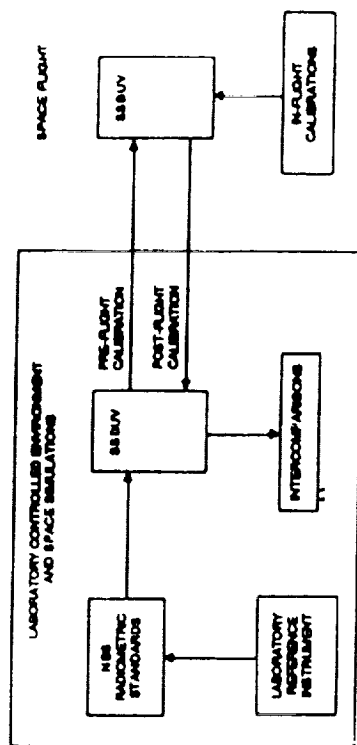 LABORATORY CONTROLLED ENVIRONMENT
AND SPACE SIMULATIONS
NBS
RADIOMETRIC
STANDARDS
LABORATORY
REFERENCE
INSTRUMENT
SSBUV
INTERCOMPARISONS
PRE-FLIGHT
CALIBRATION
POST-FLIGHT
CALIBRATION
SPACE FLIGHT
SSBUV
IN-FLIGHT
CALIBRATIONS